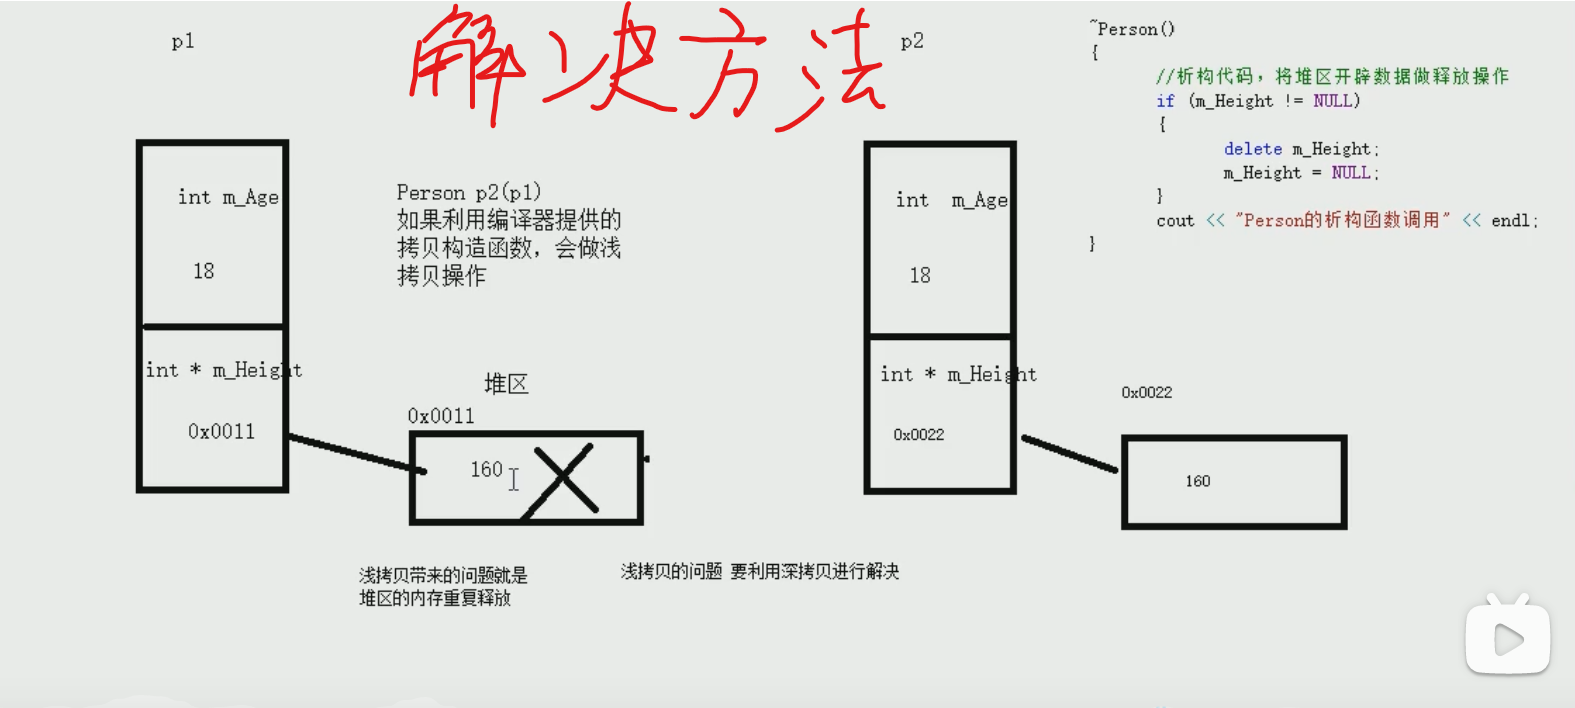 解决方法
p1
int m_Age
18
int * m_Height
0x0011
Person p2(p1)
如果利用编译器提供的
拷贝构造函数，会做浅
拷贝操作
堆区
0x0011
160
浅拷贝带来的问题就是
堆区的内存重复释放
浅拷贝的问题 要利用深拷贝进行解决
p2
int  m_Age
18
int * m_Height
0x0022
0x0022
160
~Person()
{
//析构代码，将堆区开辟数据做释放操作
if (m_Height != NULL)
{
delete m_Height;
m_Height = NULL;
}
cout << "Person的析构函数调用" << endl;
}